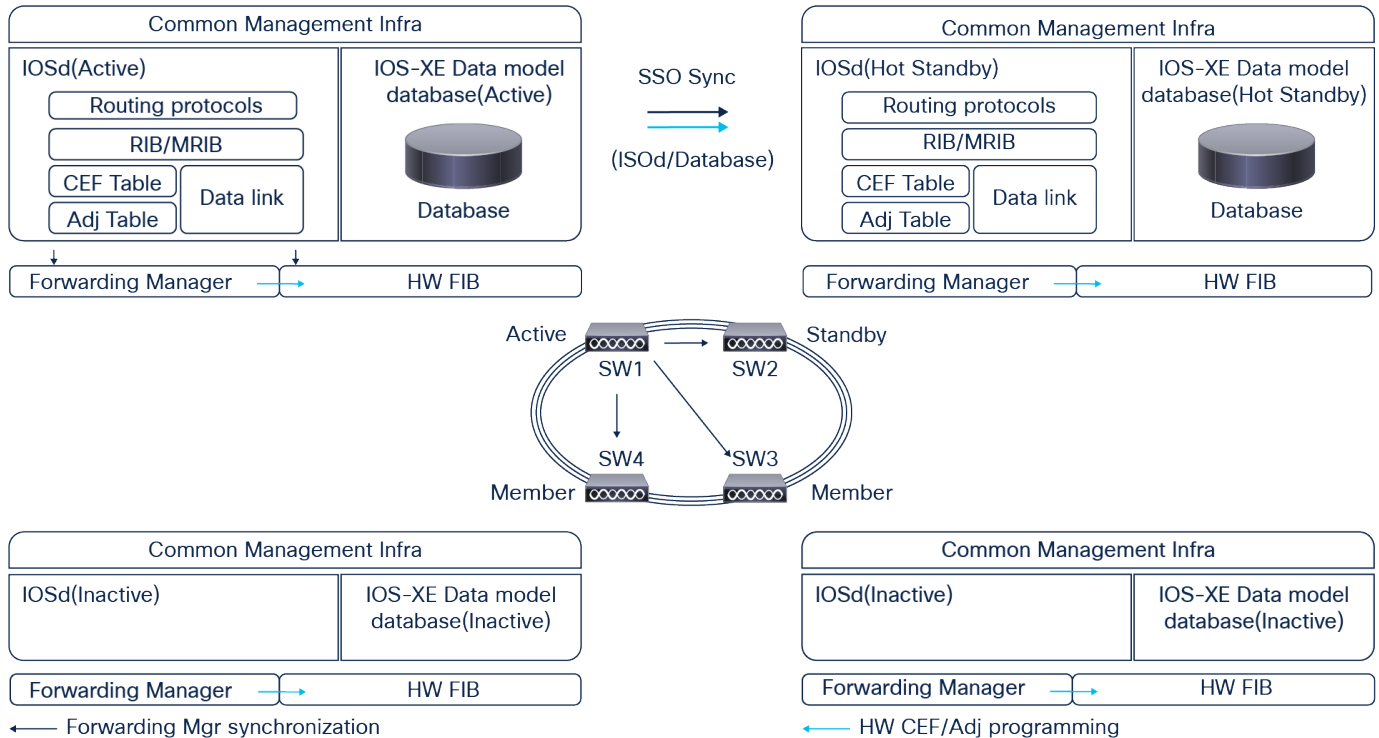 Common Management Infra
IOSd(Active)
Routing protocols
RIB/MRIB
CEF Table
Adj Table
Data link
IOS-XE Data model
database(Active)
Database
Forwarding Manager
HW FIB
SSO Sync
(ISOd/Database)
Common Management Infra
IOSd(Hot Standby)
Routing protocols
RIB/MRIB
CEF Table
Adj Table
Data link
IOS-XE Data model
database(Hot Standby)
Database
Forwarding Manager
HW FIB
Active
SW1
SW2
Standby
SW4
SW3
Member
Member
Common Management Infra
IOSd(Inactive)
IOS-XE Data model
database(Inactive)
Forwarding Manager
HW FIB
Common Management Infra
IOSd(Inactive)
IOS-XE Data model
database(Inactive)
Forwarding Manager
HW FIB
Forwarding Mgr synchronization
HW CEF/Adj programming